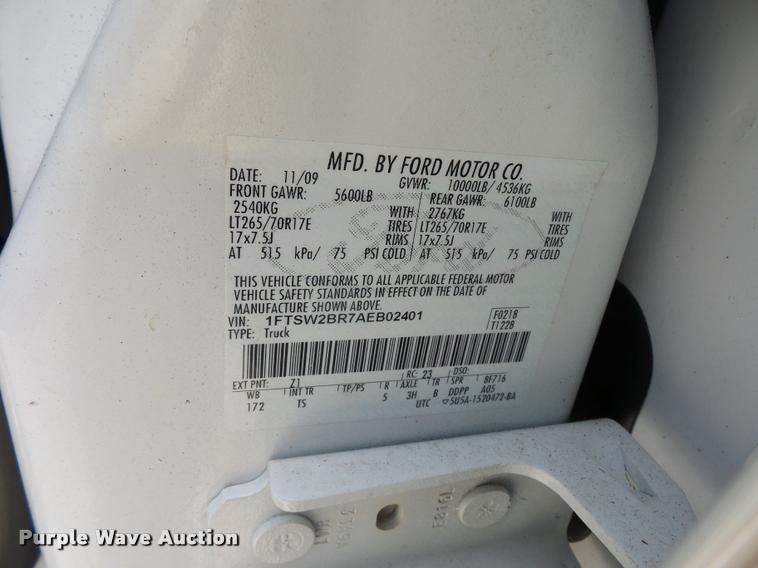 MFD. BY FORD MOTOR CO.
DATE: 11/09 GVWR: 10000LB/ 4536KG
FRONT GAWR: 5600LB REAR GAWR: 6100LB
2540KG WITH 2767KG WITH
LT265/70R17E TIRES LT265/70R17E TIRES
17x7.5J RIMS 17x7.5J RIMS
AT 515 kPa/ 75 PSI COLD AT 515 kPa/ 75 PSI COLD
THIS VEHICLE CONFORMS TO ALL APPLICABLE FEDERAL MOTOR
VEHICLE SAFETY STANDARDS IN EFFECT ON THE DATE OF
MANUFACTURE SHOWN ABOVE.
VIN: 1FTSW2BR7AEB02401 F0218
TYPE: Truck T1228
EXT PNT: Z1 RC: 23 DSO:
WB INT TR TP/PS R AXLE TR SPR BF716
172 TS 5 3H B DDPP A05
UTC 5U5A-1520472-BA
E816L
Purple Wave Auction